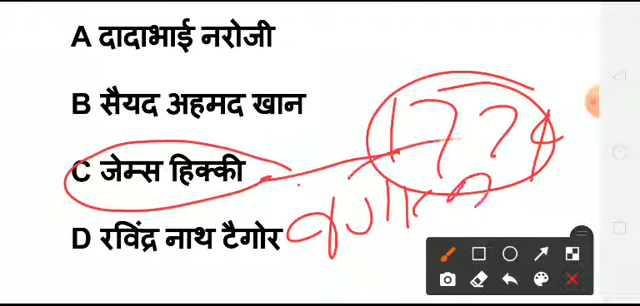 A दादाभाई नरोजी
B सैयद अहमद खान
C जेम्स हिक्की
D रविंद्र नाथ टैगोर